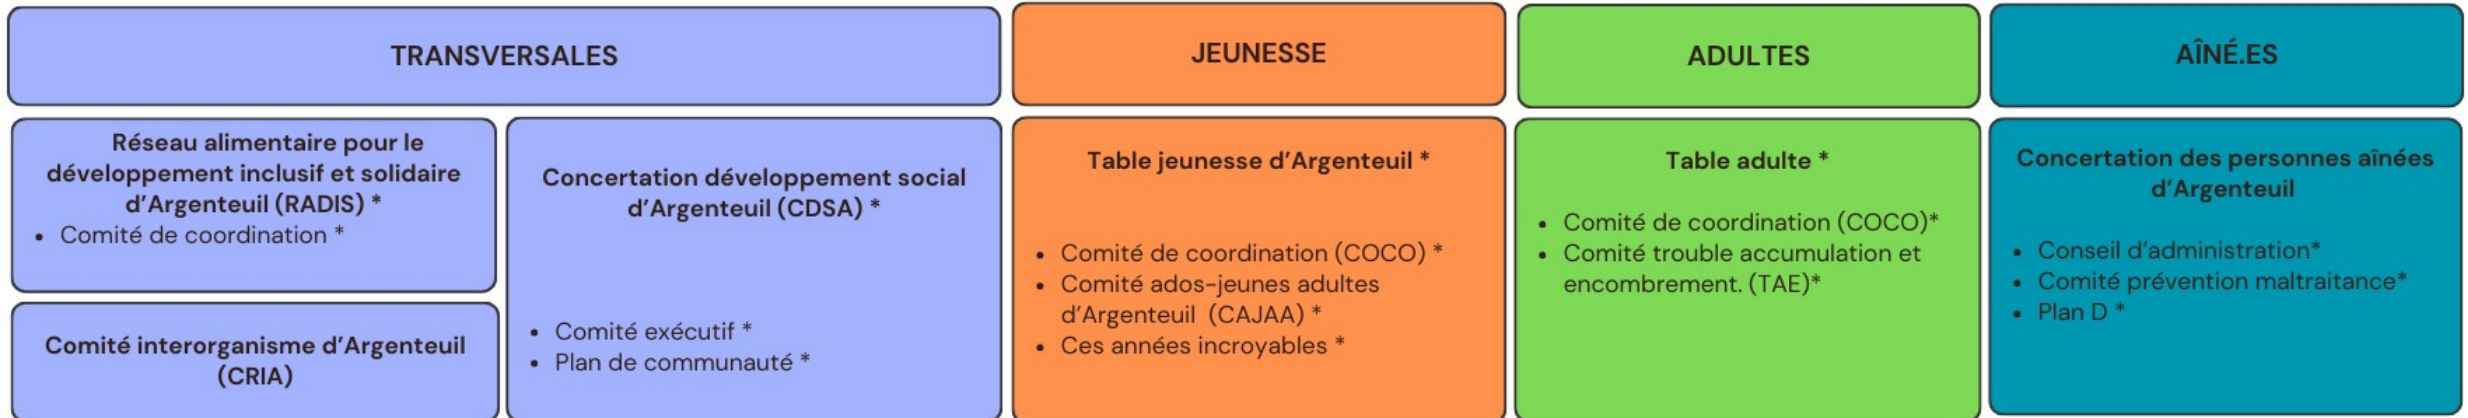 TRANSVERSALES
JEUNESSE
ADULTES
AÎNÉ.ES
Réseau alimentaire pour le
développement inclusif et solidaire
d'Argenteuil (RADIS) *
• Comité de coordination *
Comité interorganisme d'Argenteuil
(CRIA)
Concertation développement social
d'Argenteuil (CDSA) *
• Comité exécutif *
• Plan de communauté *
Table jeunesse d'Argenteuil *
• Comité de coordination (COCO) *
• Comité ados-jeunes adultes
d'Argenteuil (CAJAA) *
• Ces années incroyables *
Table adulte *
• Comité de coordination (COCO)*
• Comité trouble accumulation et
encombrement. (TAE)*
Concertation des personnes aînées
d'Argenteuil
• Conseil d'administration*
• Comité prévention maltraitance*
• Plan D *